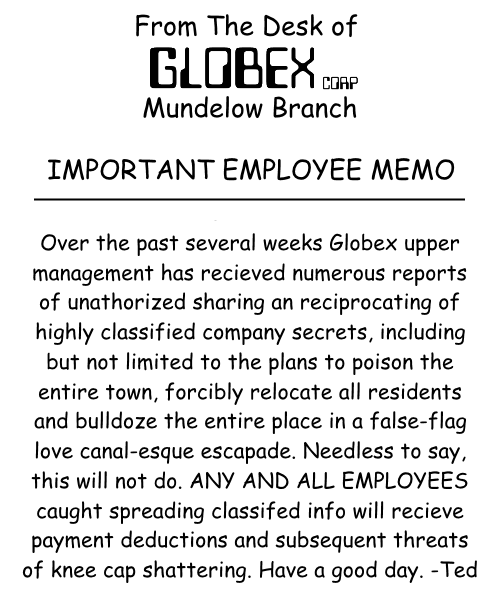 From The Desk of
GLOBEX CORP
Mundelow Branch
IMPORTANT EMPLOYEE MEMO
Over the past several weeks Globex upper
management has recieved numerous reports
of unathorized sharing an reciprocating of
highly classified company secrets, including
but not limited to the plans to poison the
entire town, forcibly relocate all residents
and bulldoze the entire place in a false-flag
love canal-esque escapade. Needless to say,
this will not do. ANY AND ALL EMPLOYEES
caught spreading classifed info will recieve
payment deductions and subsequent threats
of knee cap shattering. Have a good day. -Ted